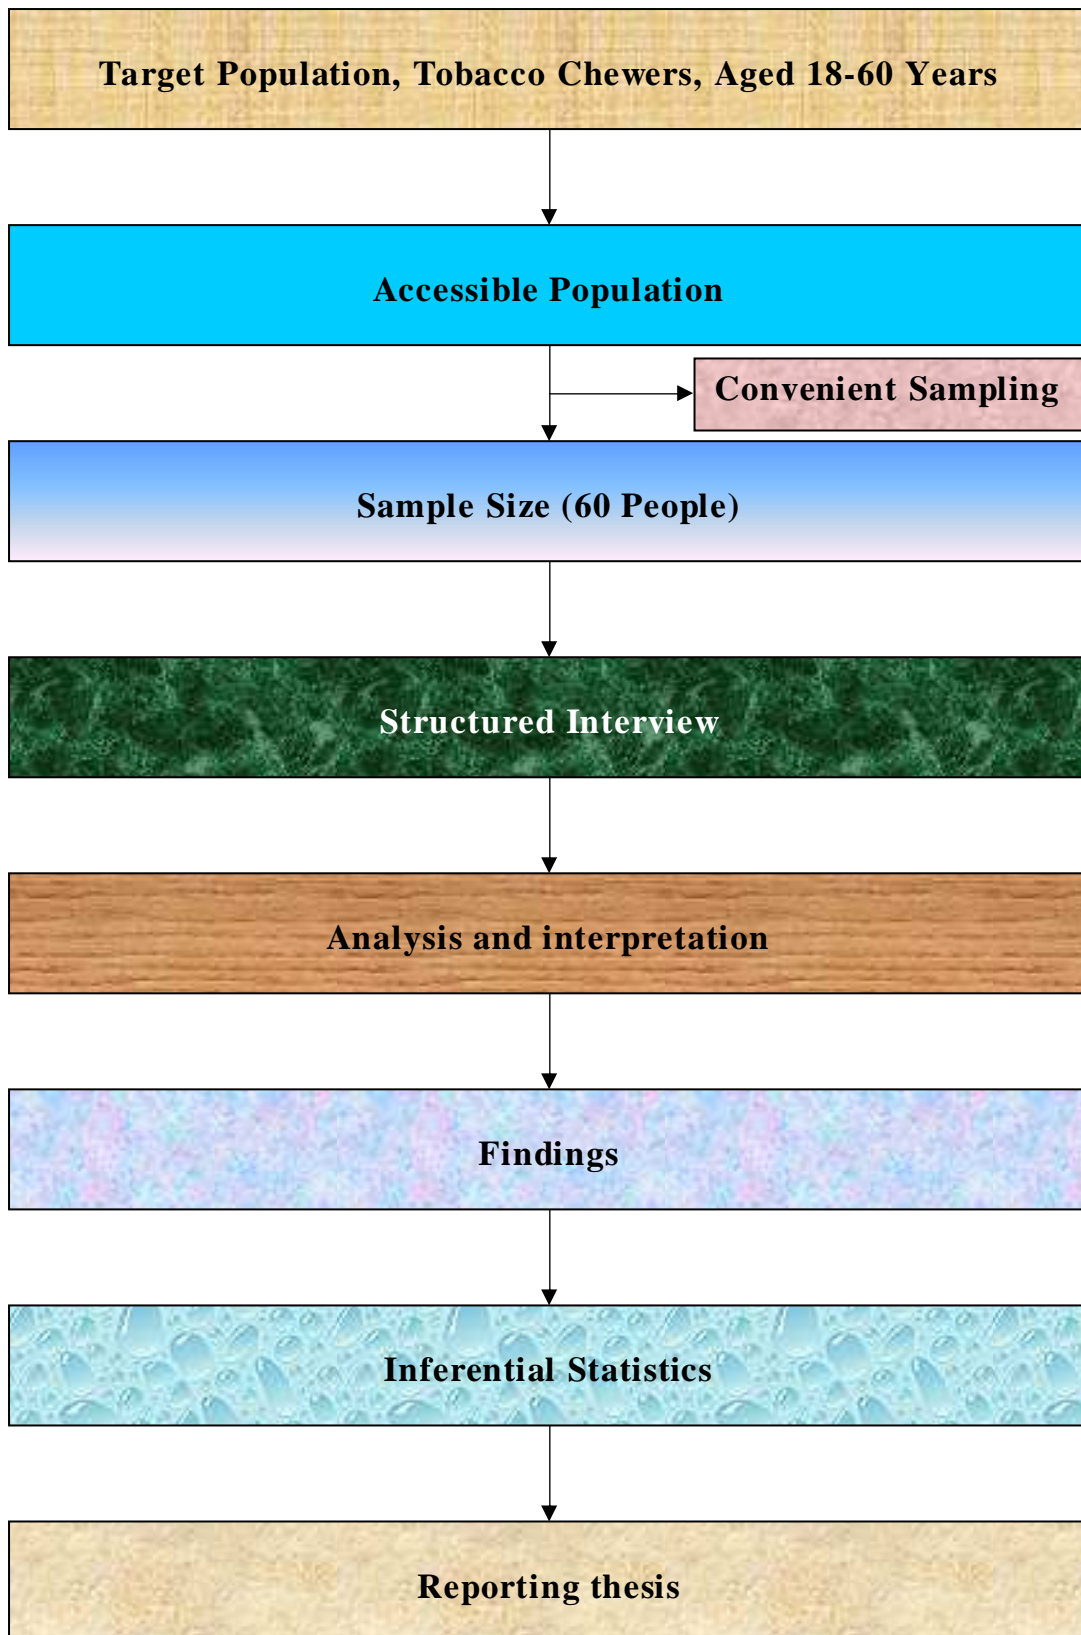 Target Population, Tobacco Chewers, Aged 18-60 Years
Accessible Population
Convenient Sampling
Sample Size (60 People)
Structured Interview
Analysis and interpretation
Findings
Inferential Statistics
Reporting thesis